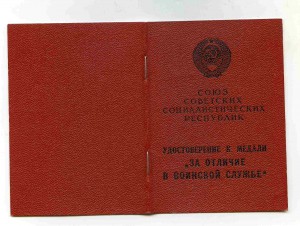 СОЮЗ
СОВЕТСКИХ
СОЦИАЛИСТИЧЕСКИХ
РЕСПУБЛИК
УДОСТОВЕРЕНИЕ К МЕДАЛИ
„ЗА ОТЛИЧИЕ
В ВОИНСКОЙ СЛУЖБЕ"